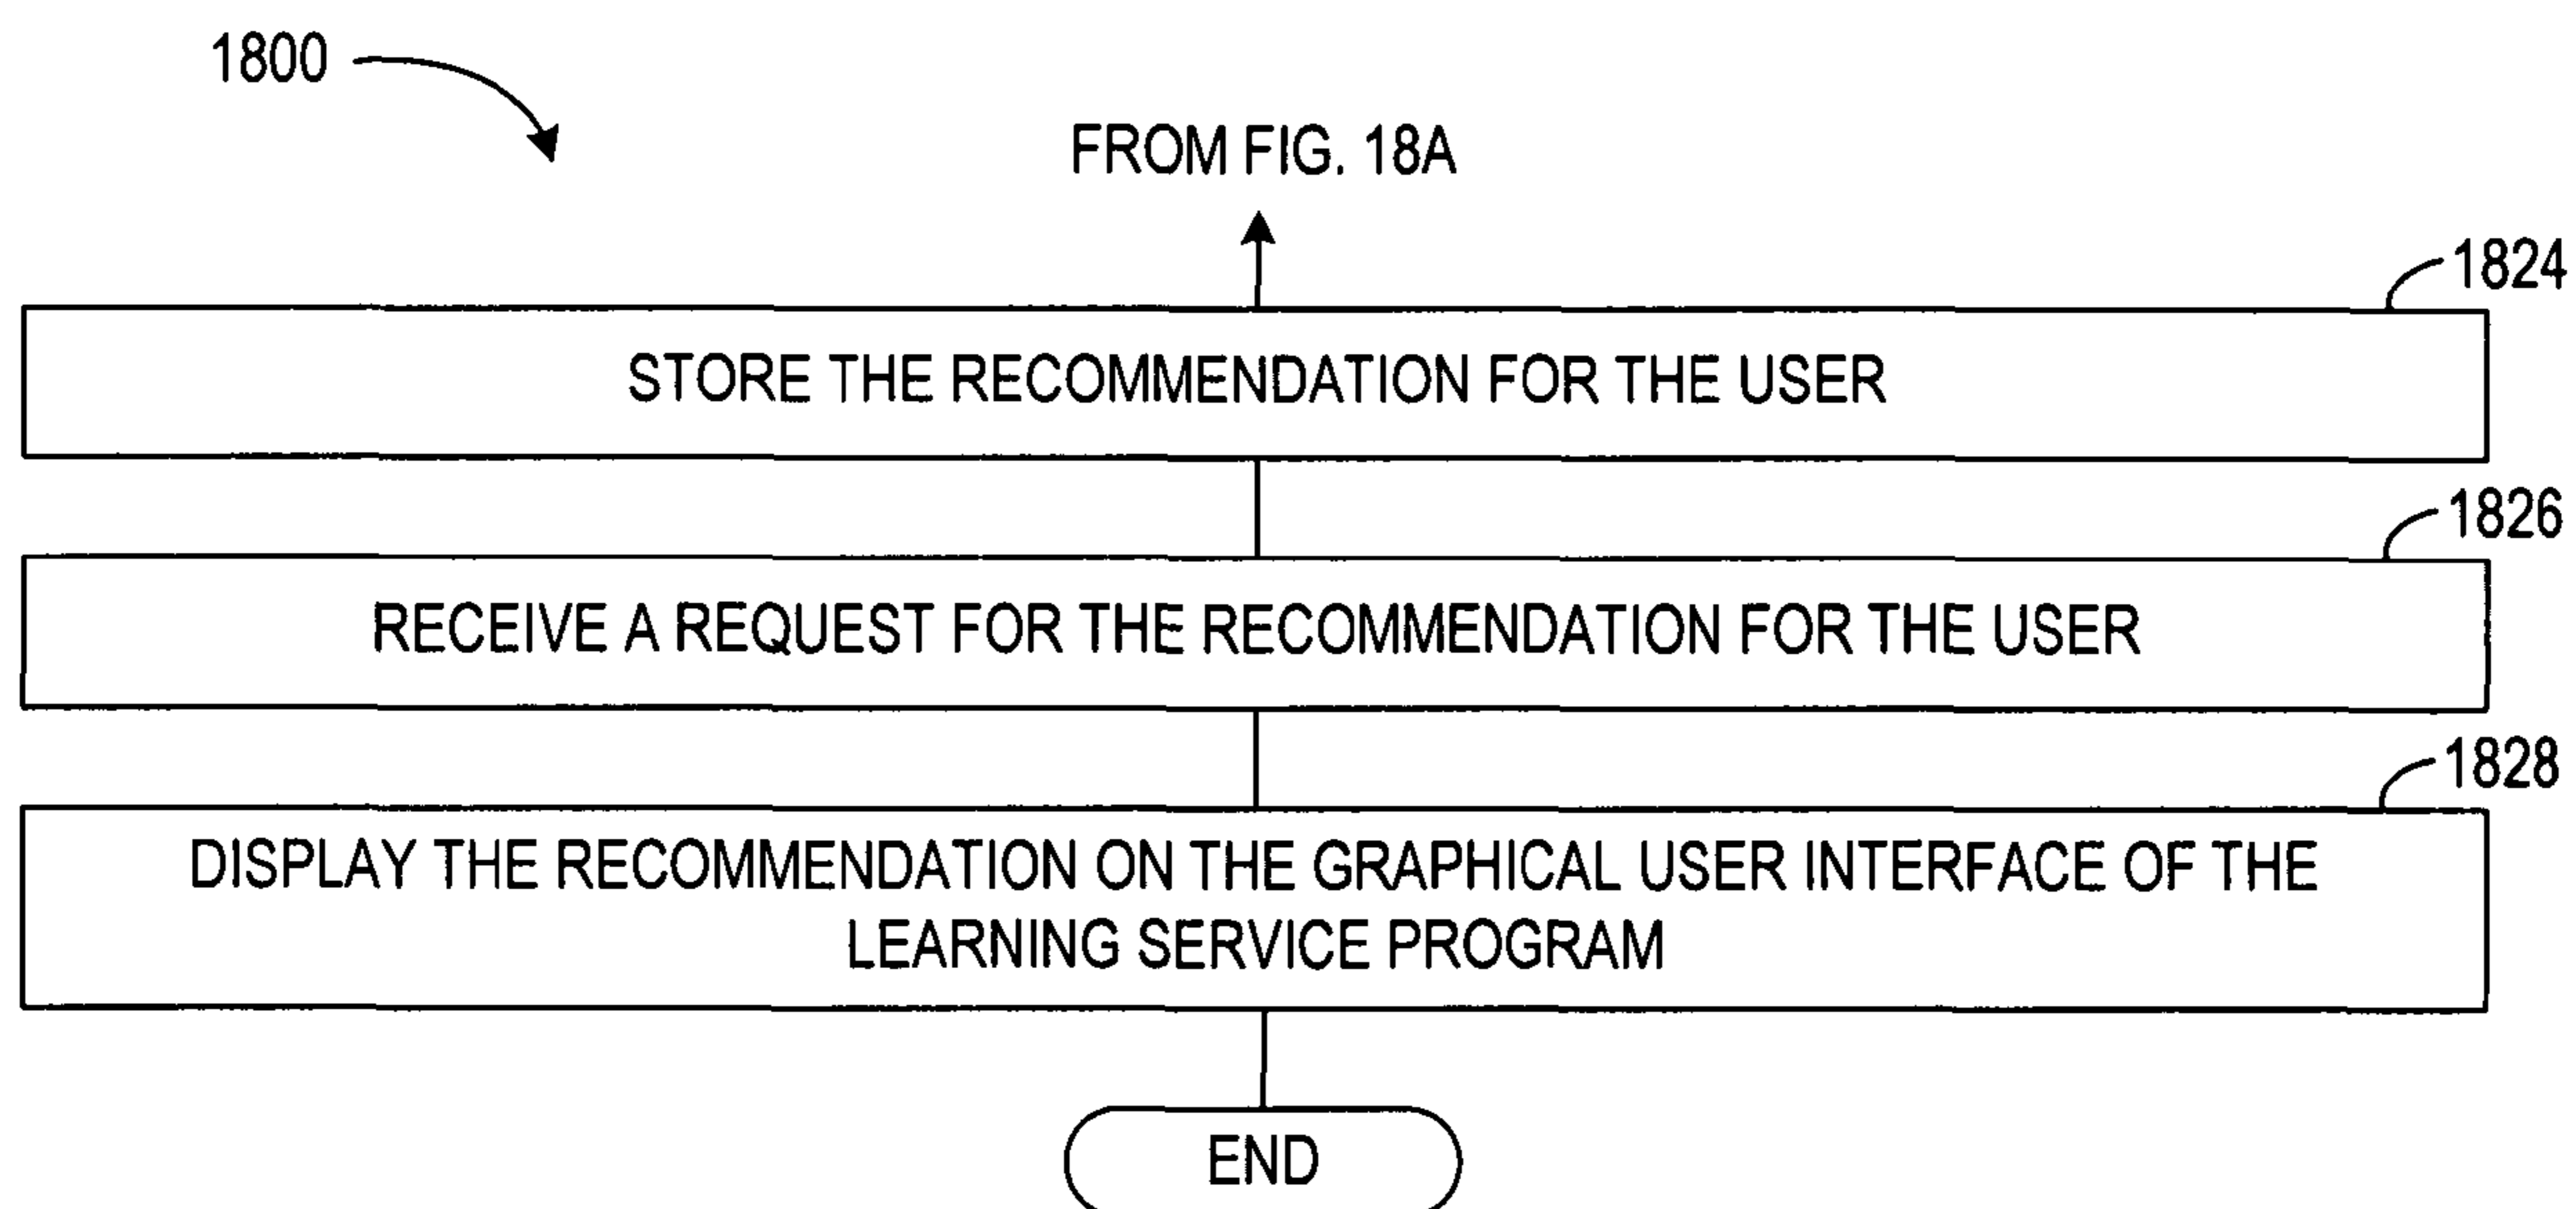 1800
FROM FIG. 18A
1824
STORE THE RECOMMENDATION FOR THE USER
1826
RECEIVE A REQUEST FOR THE RECOMMENDATION FOR THE USER
1828
DISPLAY THE RECOMMENDATION ON THE GRAPHICAL USER INTERFACE OF THE
LEARNING SERVICE PROGRAM
END